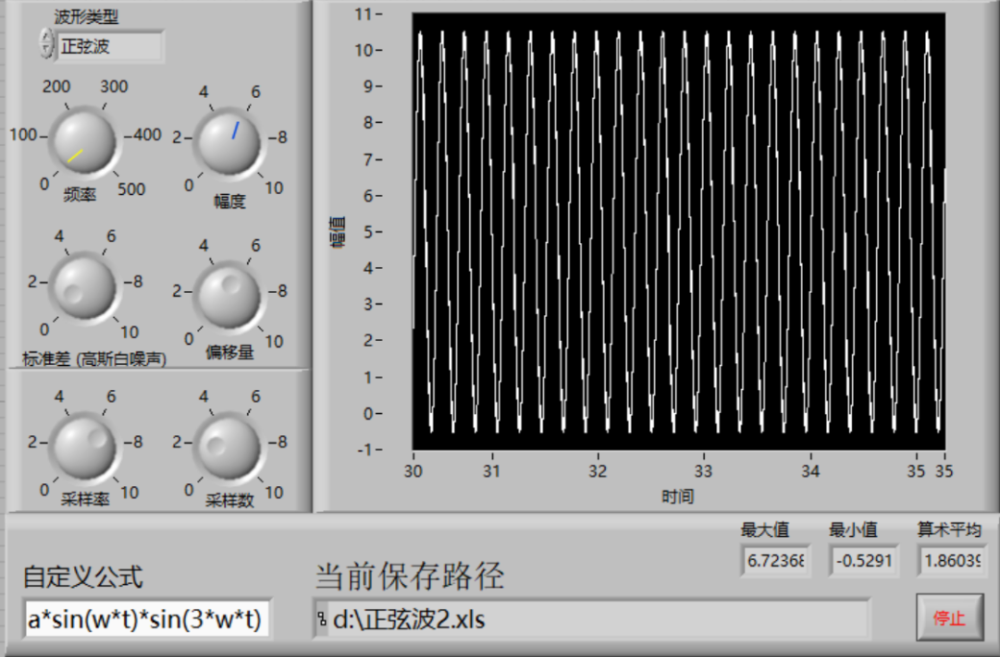 波形类型
正弦波
200 300
100 400
0 500
频率
4 6
2 8
0 10
幅度
4 6
2 8
0 10
标准差 (高斯白噪声)
4 6
2 8
0 10
偏移量
4 6
2 8
0 10
采样率
4 6
2 8
0 10
采样数
幅值
11
10
9
8
7
6
5
4
3
2
1
0
-1
30 31 32 33 34 35 35
时间
最大值 最小值 算术平均
6.72368 -0.5291 1.86039
自定义公式
a*sin(w*t)*sin(3*w*t)
当前保存路径
d:\正弦波2.xls
停止